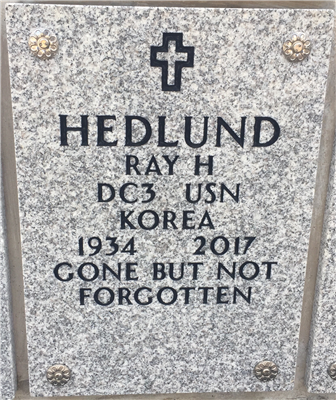 HEDLUND
RAY H
DC3 USN
KOREA
1934 2017
GONE BUT NOT
FORGOTTEN